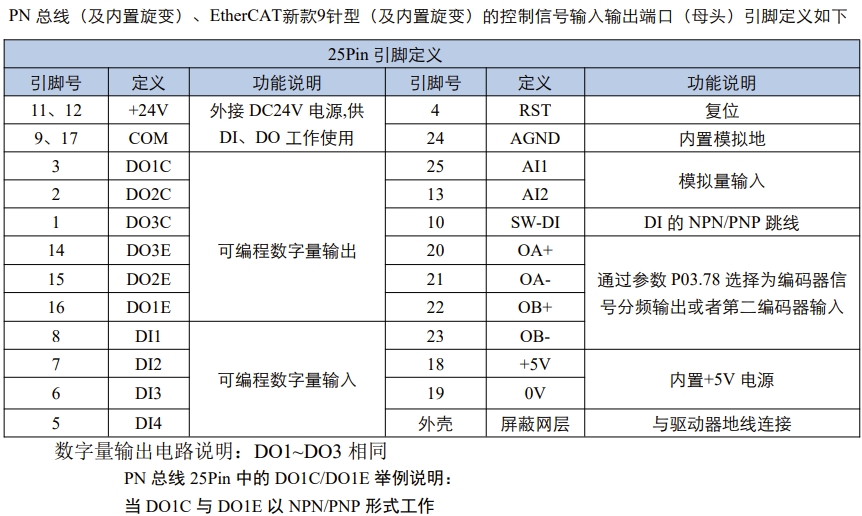 PN 总线（及内置旋变）、EtherCAT新款9针型（及内置旋变）的控制信号输入输出端口（母头）引脚定义如下
25Pin 引脚定义
引脚号 定义 功能说明 引脚号 定义 功能说明
11、12 +24V 外接 DC24V 电源,供 4 RST 复位
9、17 COM DI、DO 工作使用 24 AGND 内置模拟地
3 DO1C 可编程数字量输出 25 AI1 模拟量输入
2 DO2C 13 AI2
1 DO3C 10 SW-DI DI 的 NPN/PNP 跳线
14 DO3E 20 OA+ 通过参数 P03.78 选择为编码器信
15 DO2E 21 OA- 号分频输出或者第二编码器输入
16 DO1E 22 OB+
8 DI1 可编程数字量输入 23 OB-
7 DI2 18 +5V 内置+5V 电源
6 DI3 19 0V
5 DI4 外壳 屏蔽网层 与驱动器地线连接
数字量输出电路说明：DO1~DO3 相同
PN 总线 25Pin 中的 DO1C/DO1E 举例说明：
当 DO1C 与 DO1E 以 NPN/PNP 形式工作